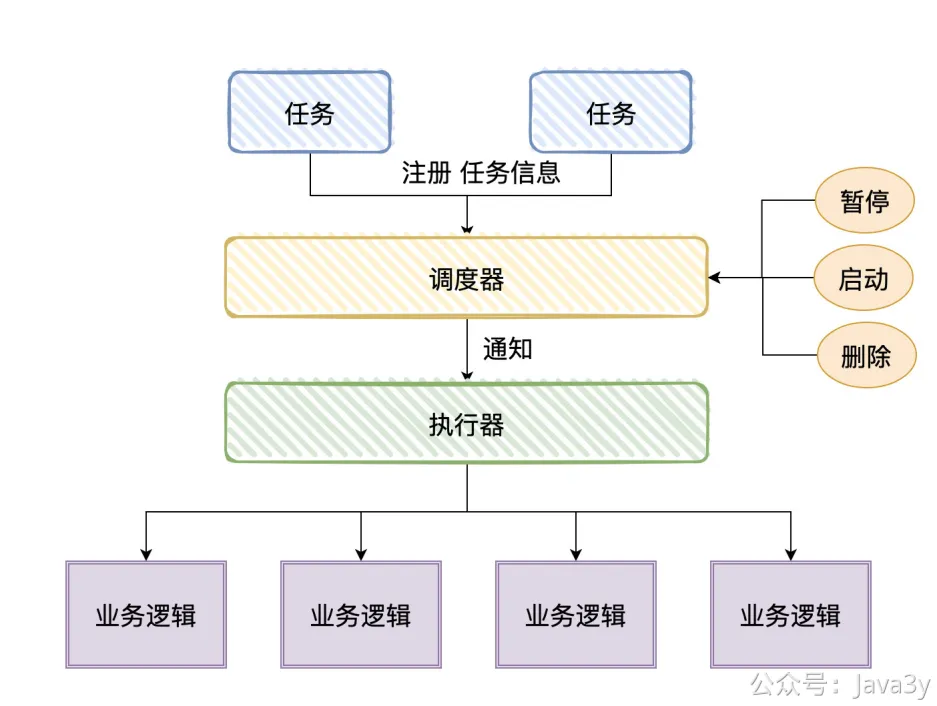 任务
任务
注册 任务信息
暂停
调度器
启动
通知
删除
执行器
业务逻辑
业务逻辑
业务逻辑
业务逻辑
公众号：Java3y